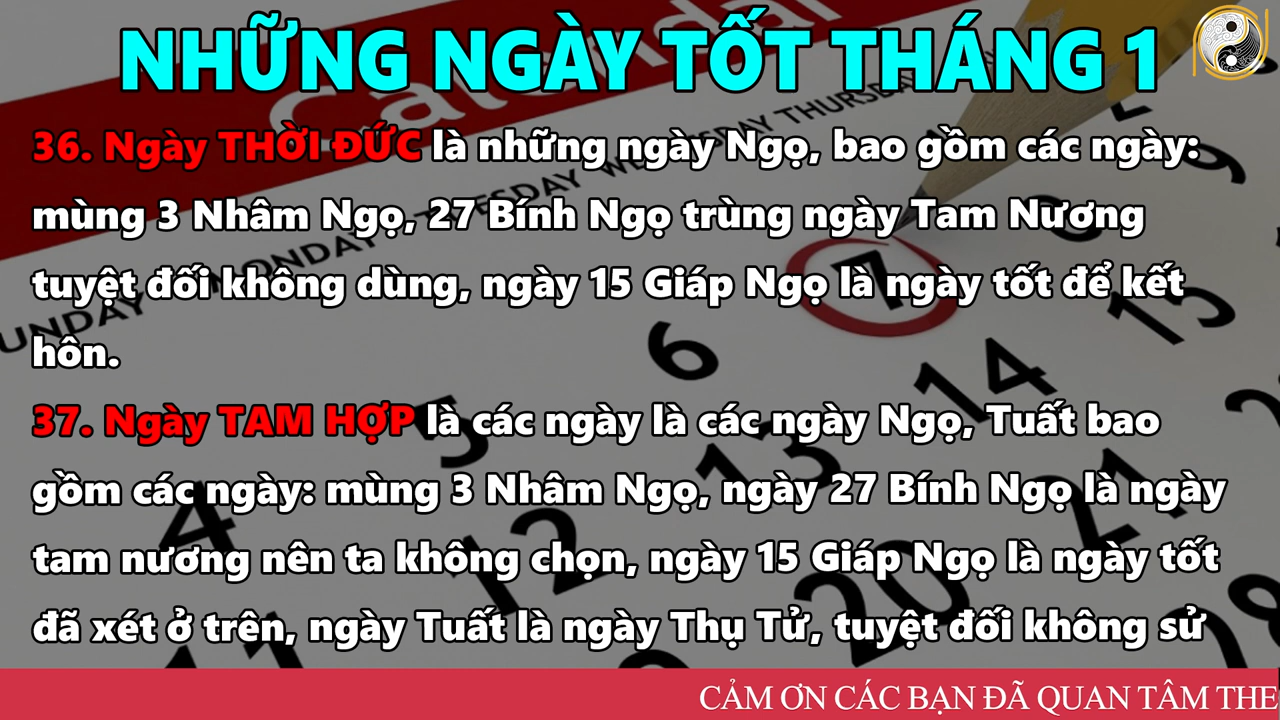 NHỮNG NGÀY TỐT THÁNG 1
36. Ngày THỜI ĐỨC là những ngày Ngọ, bao gồm các ngày:
mùng 3 Nhâm Ngọ, 27 Bính Ngọ trùng ngày Tam Nương
tuyệt đối không dùng, ngày 15 Giáp Ngọ là ngày tốt để kết
hôn.
37. Ngày TAM HỢP là các ngày là các ngày Ngọ, Tuất bao
gồm các ngày: mùng 3 Nhâm Ngọ, ngày 27 Bính Ngọ là ngày
tam nương nên ta không chọn, ngày 15 Giáp Ngọ là ngày tốt
đã xét ở trên, ngày Tuất là ngày Thụ Tử, tuyệt đối không sử
CẢM ƠN CÁC BẠN ĐÃ QUAN TÂM THE